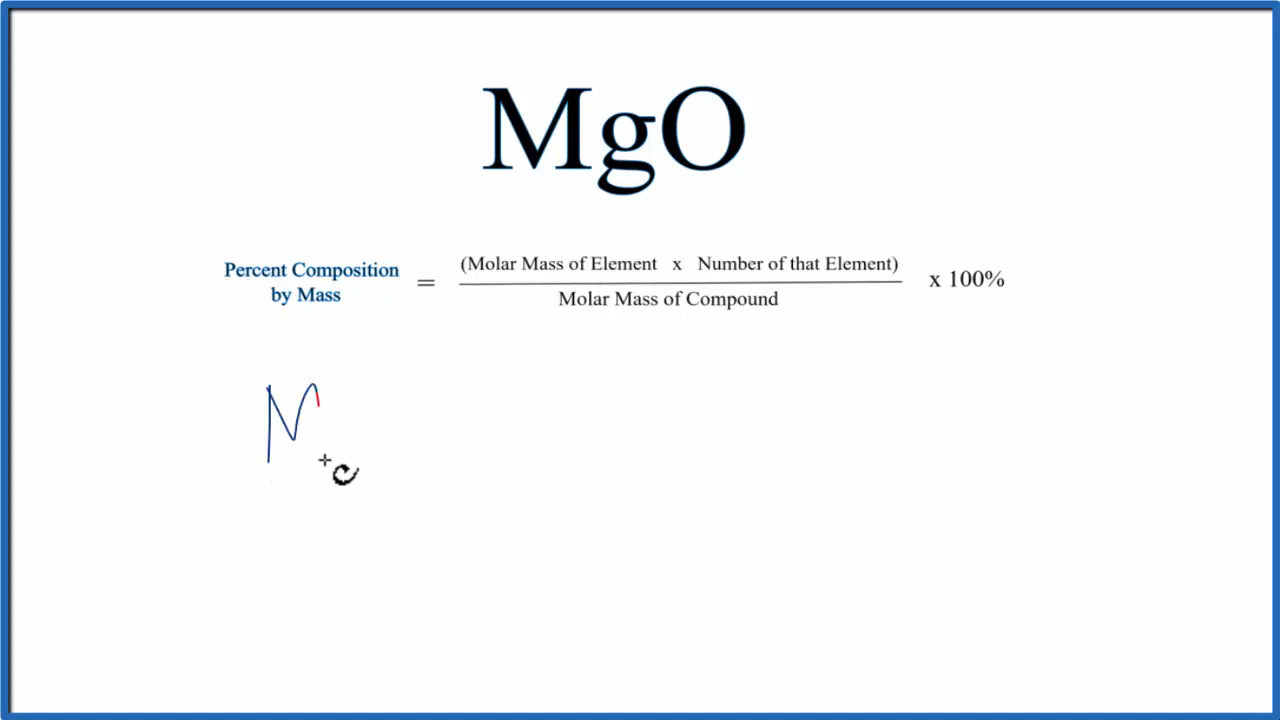 MgO
Percent Composition
by Mass
=
(Molar Mass of Element x Number of that Element)
Molar Mass of Compound
x 100%